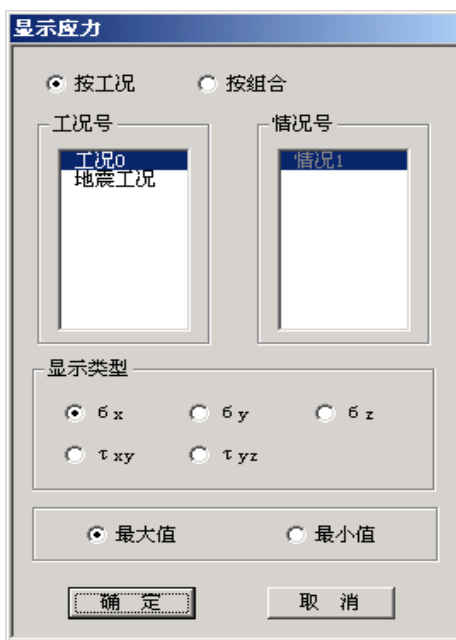 显示应力
按工况 按组合
工况号 情况号
工况0 情况1
地震工况
显示类型
σx σy σz
τxy τyz
最大值 最小值
确 定 取 消